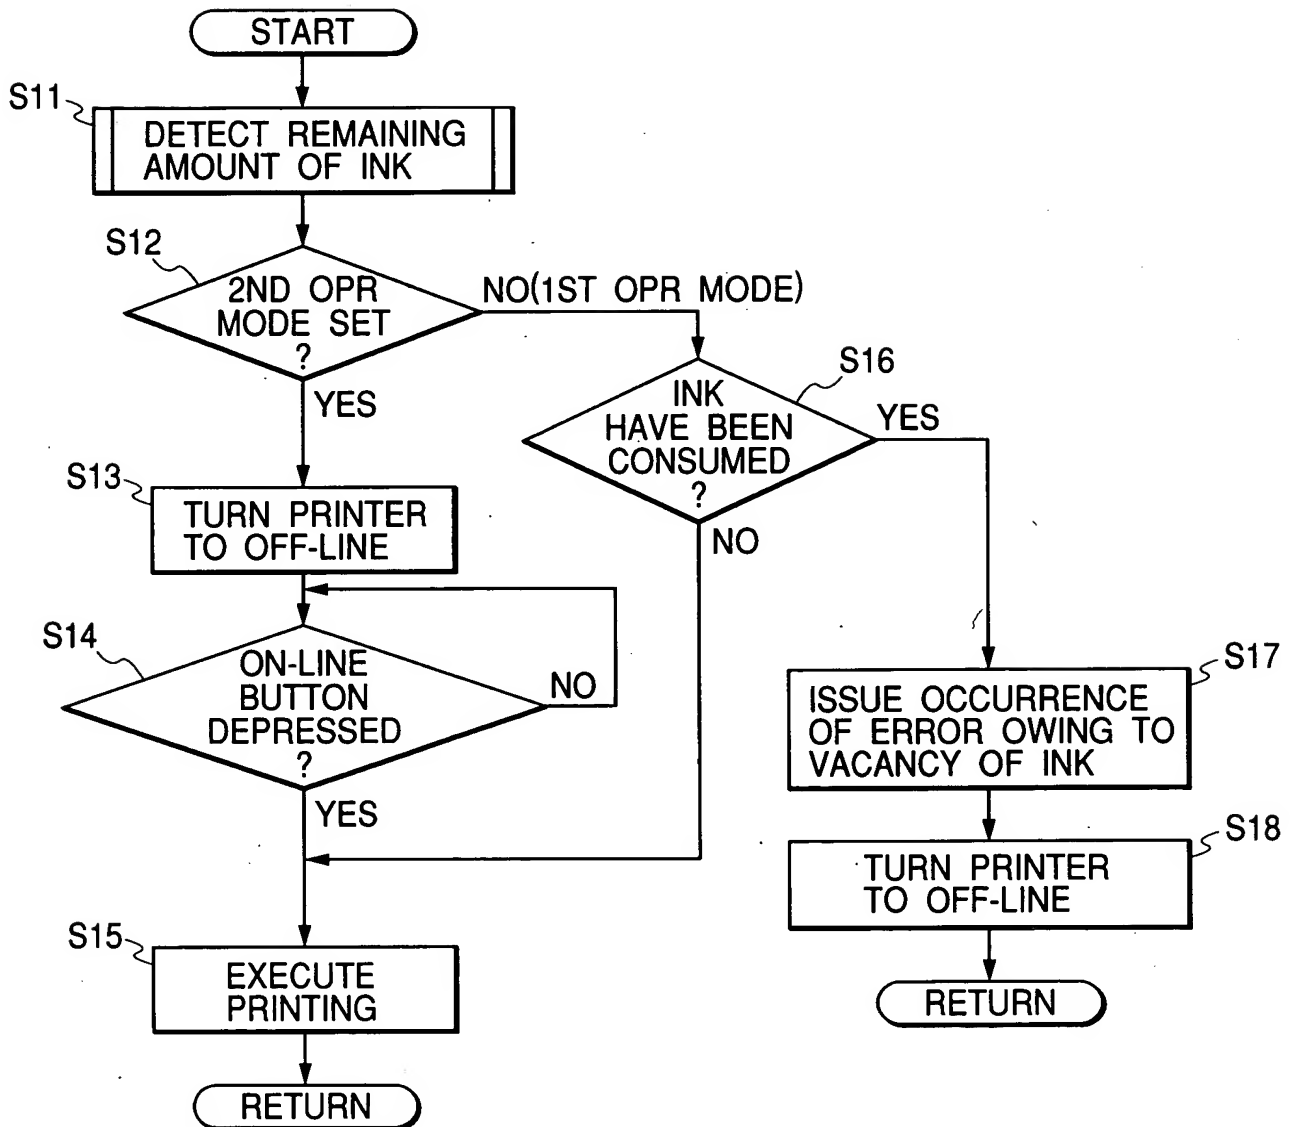 START
S11
DETECT REMAINING
AMOUNT OF INK
S12
2ND OPR
MODE SET
?
NO(1ST OPR MODE)
YES
S16
INK
HAVE BEEN
CONSUMED
?
YES
NO
S13
TURN PRINTER
TO OFF-LINE
S14
ON-LINE
BUTTON
DEPRESSED
?
NO
YES
S17
ISSUE OCCURRENCE
OF ERROR OWING TO
VACANCY OF INK
S18
TURN PRINTER
TO OFF-LINE
RETURN
S15
EXECUTE
PRINTING
RETURN